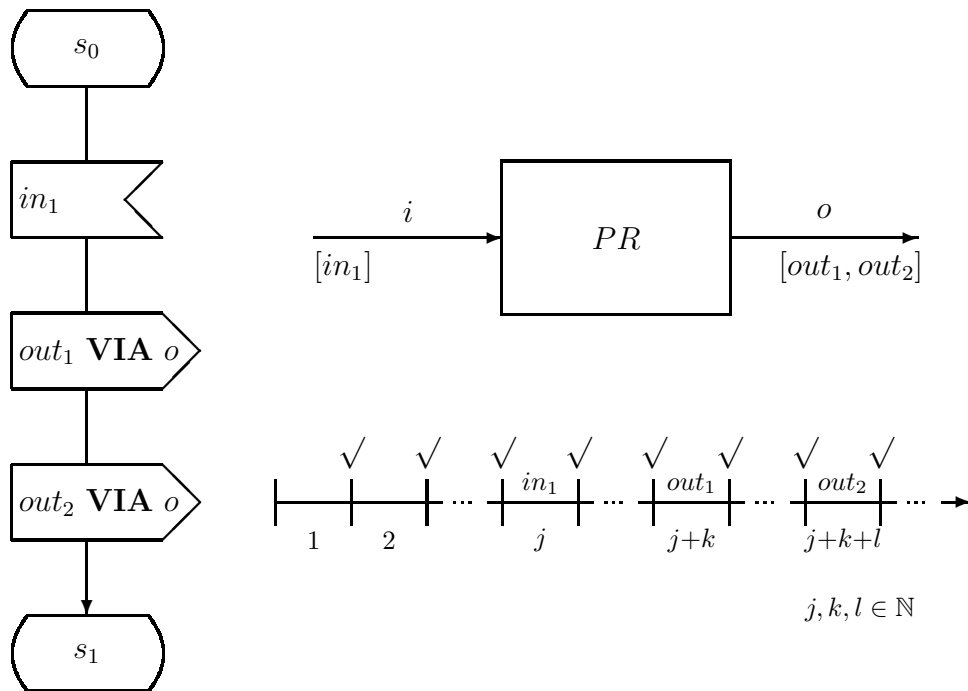 s₀
in₁
out₁ VIA o
out₂ VIA o
s₁
i
[in₁]
PR
o
[out₁, out₂]
√ √ √ √ √ √ √ √
in₁ out₁ out₂
... ... ... ...
1 2 j j+k j+k+l
j, k, l ∈ ℕ